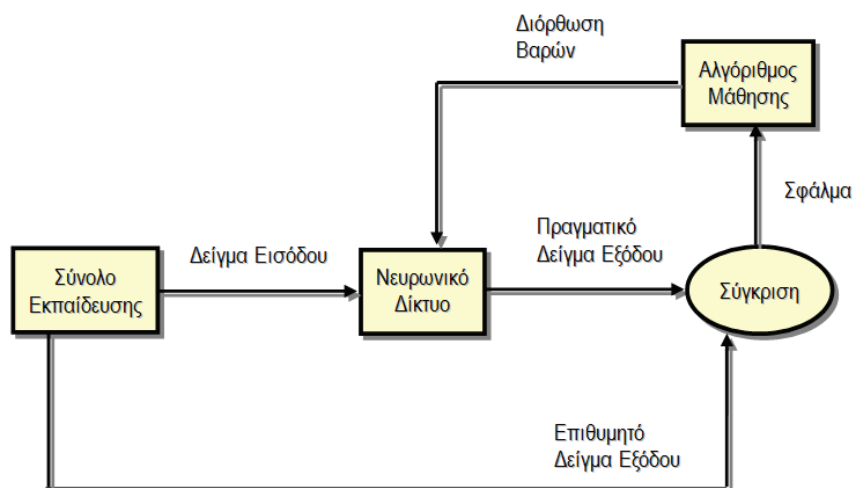 Διόρθωση
Βαρών
Αλγόριθμος
Μάθησης
Σφάλμα
Πραγματικό
Δείγμα Εξόδου
Δείγμα Εισόδου
Σύνολο
Εκπαίδευσης
Νευρωνικό
Δίκτυο
Σύγκριση
Επιθυμητό
Δείγμα Εξόδου